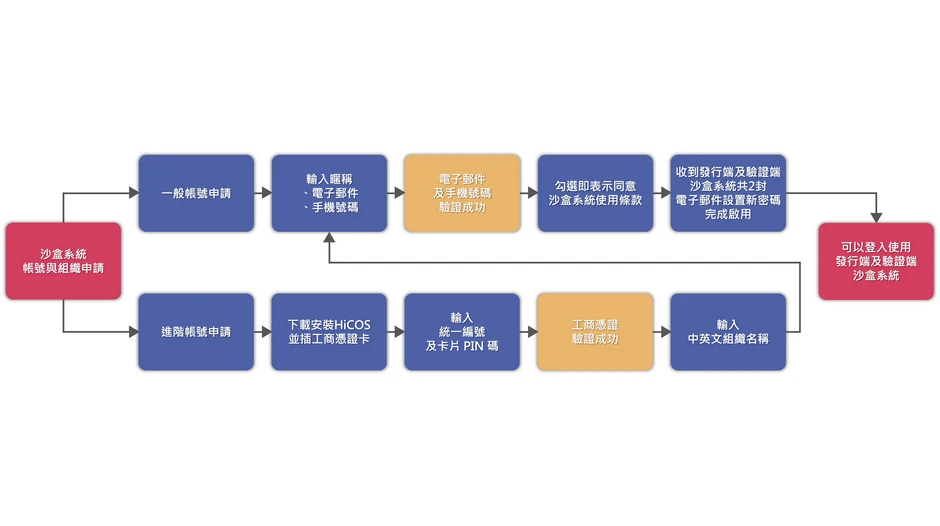 沙盒系統
帳號與組織申請
一般帳號申請
輸入暱稱
、電子郵件
、手機號碼
電子郵件
及手機號碼
驗證成功
勾選即表示同意
沙盒系統使用條款
收到發行端及驗證端
沙盒系統共2封
電子郵件設置新密碼
完成啟用
可以登入使用
發行端及驗證端
沙盒系統
進階帳號申請
下載安裝HiCOS
並插工商憑證卡
輸入
統一編號
及卡片 PIN 碼
工商憑證
驗證成功
輸入
中英文組織名稱